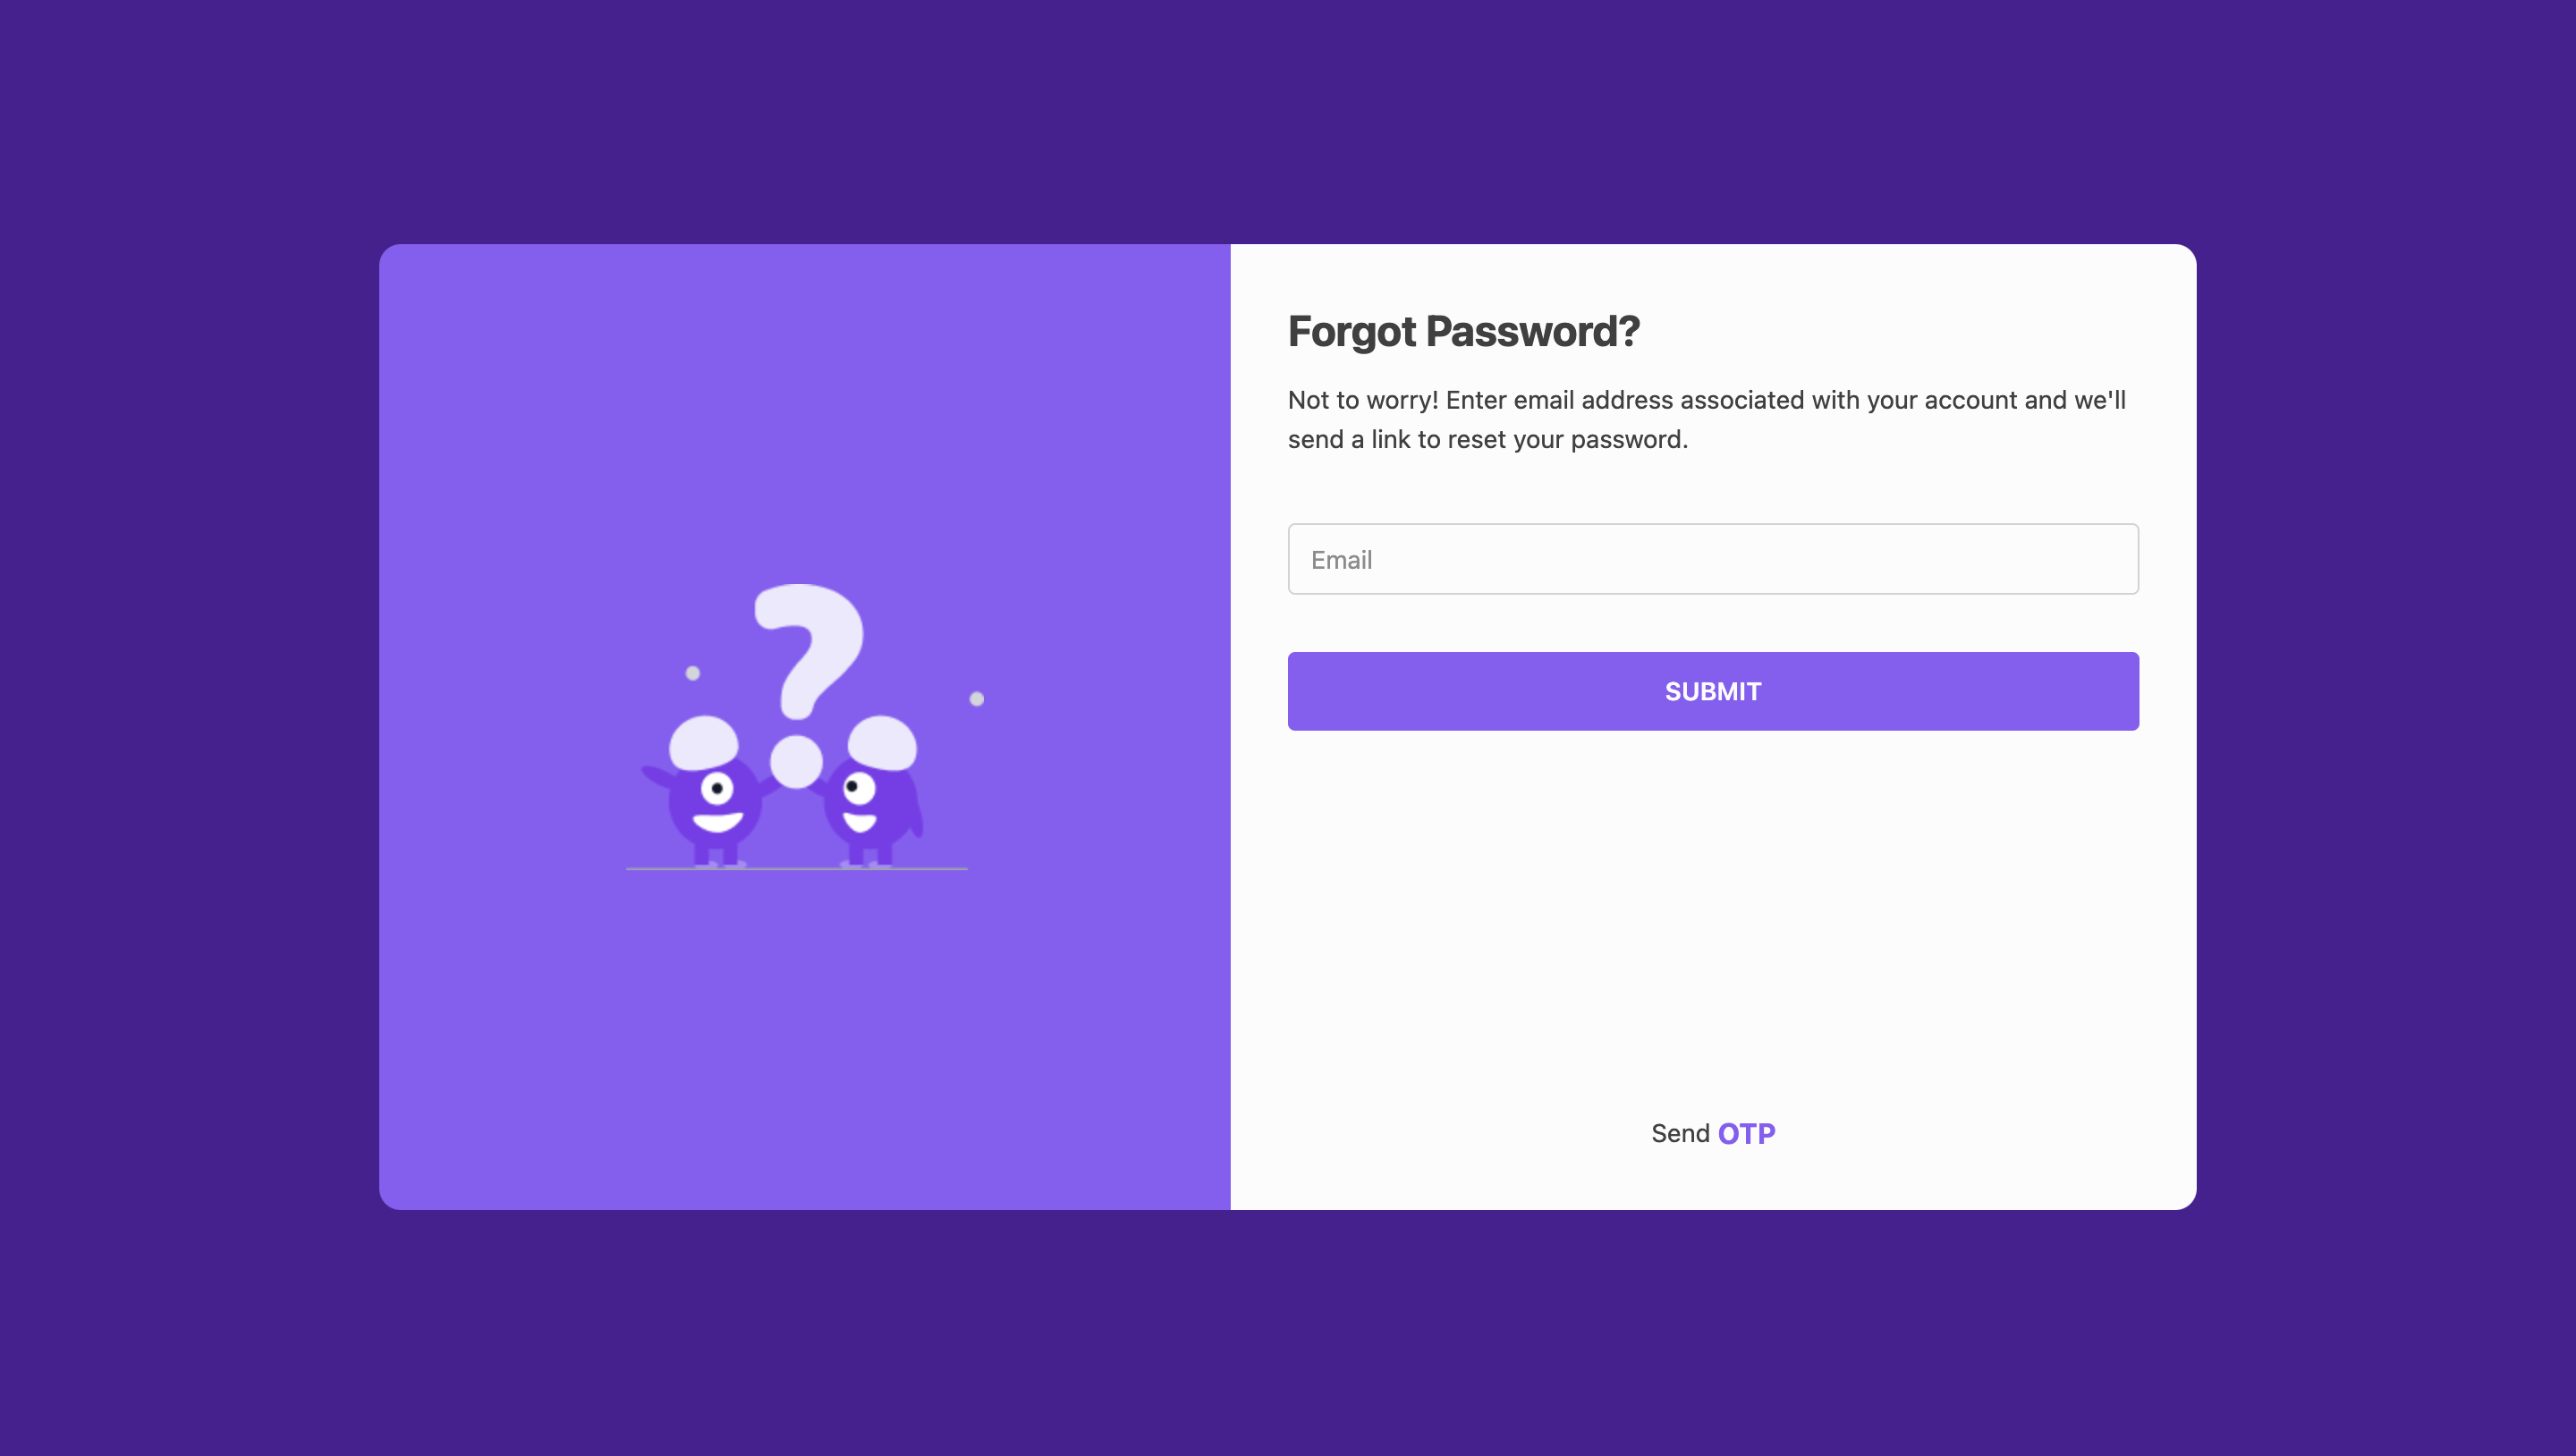 Forgot Password?
Not to worry! Enter email address associated with your account and we'll
send a link to reset your password.
Email
SUBMIT
Send OTP